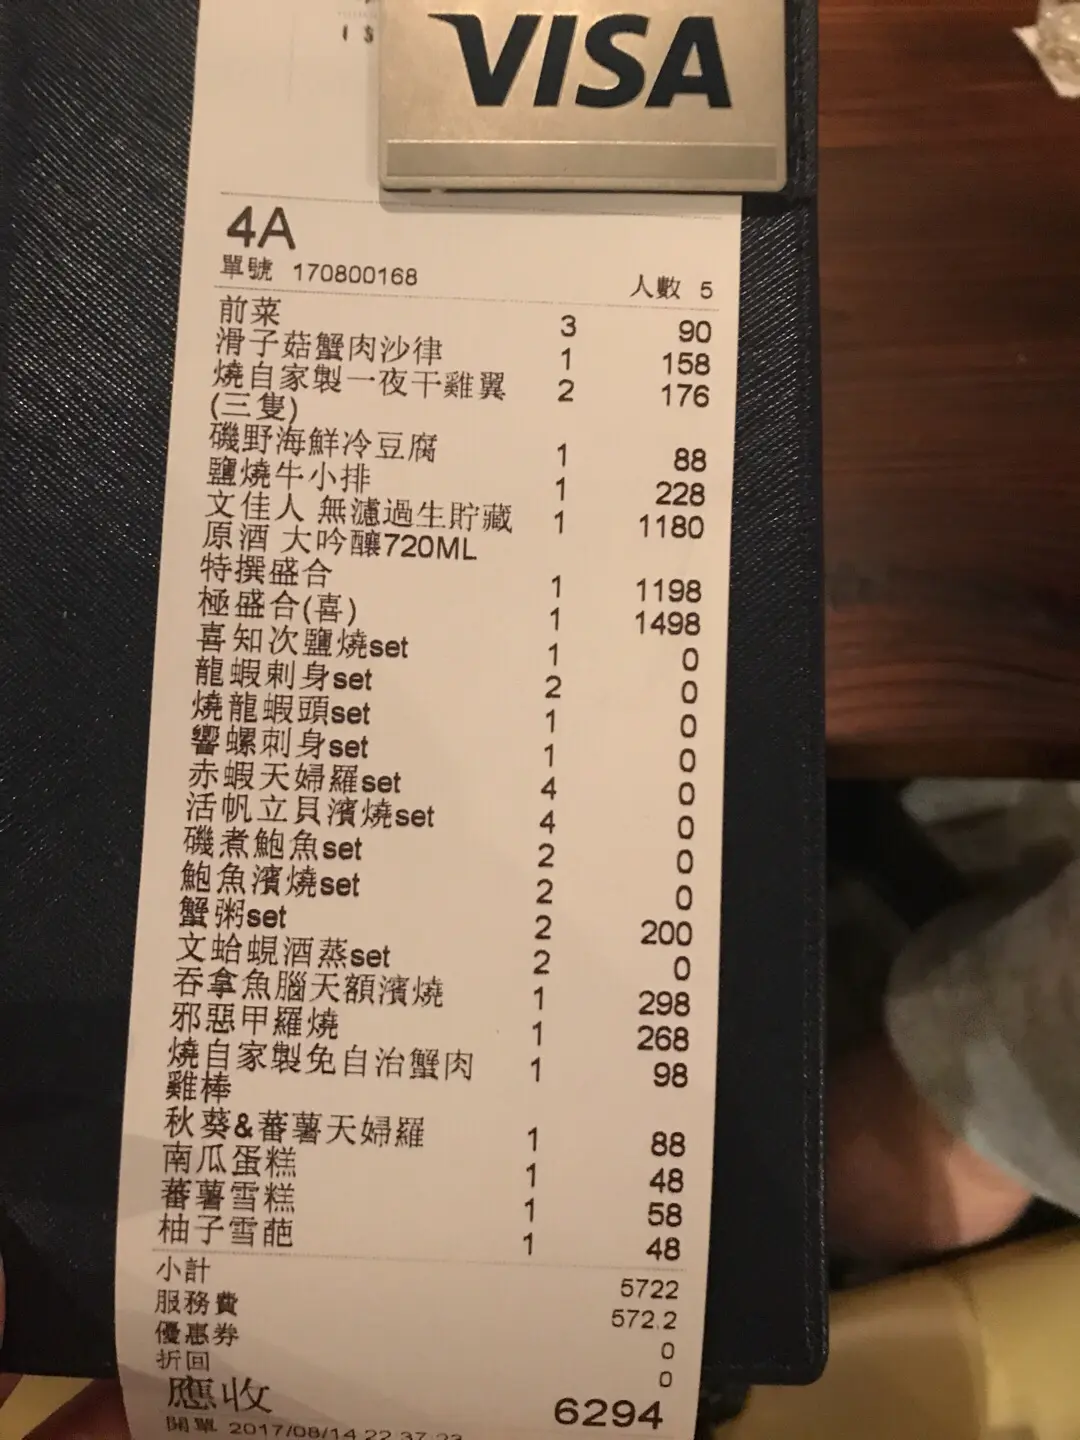 VISA
4A
單號 170800168 人數 5
前菜 3 90
滑子菇蟹肉沙律 1 158
燒自家製一夜干雞翼 2 176
(三隻)
磯野海鮮冷豆腐 1 88
鹽燒牛小排 1 228
文佳人 無濾過生貯藏 1 1180
原酒 大吟釀720ML
特撰盛合 1 1198
極盛合(喜) 1 1498
喜知次鹽燒set 1 0
龍蝦刺身set 2 0
燒龍蝦頭set 1 0
響螺刺身set 1 0
赤蝦天婦羅set 4 0
活帆立貝濱燒set 4 0
磯煮鮑魚set 2 0
鮑魚濱燒set 2 0
蟹粥set 2 200
文蛤蜆酒蒸set 2 0
吞拿魚腦天額濱燒 1 298
邪惡甲羅燒 1 268
燒自家製免自治蟹肉 1 98
雞棒
秋葵&蕃薯天婦羅 1 88
南瓜蛋糕 1 48
蕃薯雪糕 1 58
柚子雪葩 1 48
小計 5722
服務費 572.2
優惠券 0
折回 0
應收 6294
開單 2017/08/14 22:37:23